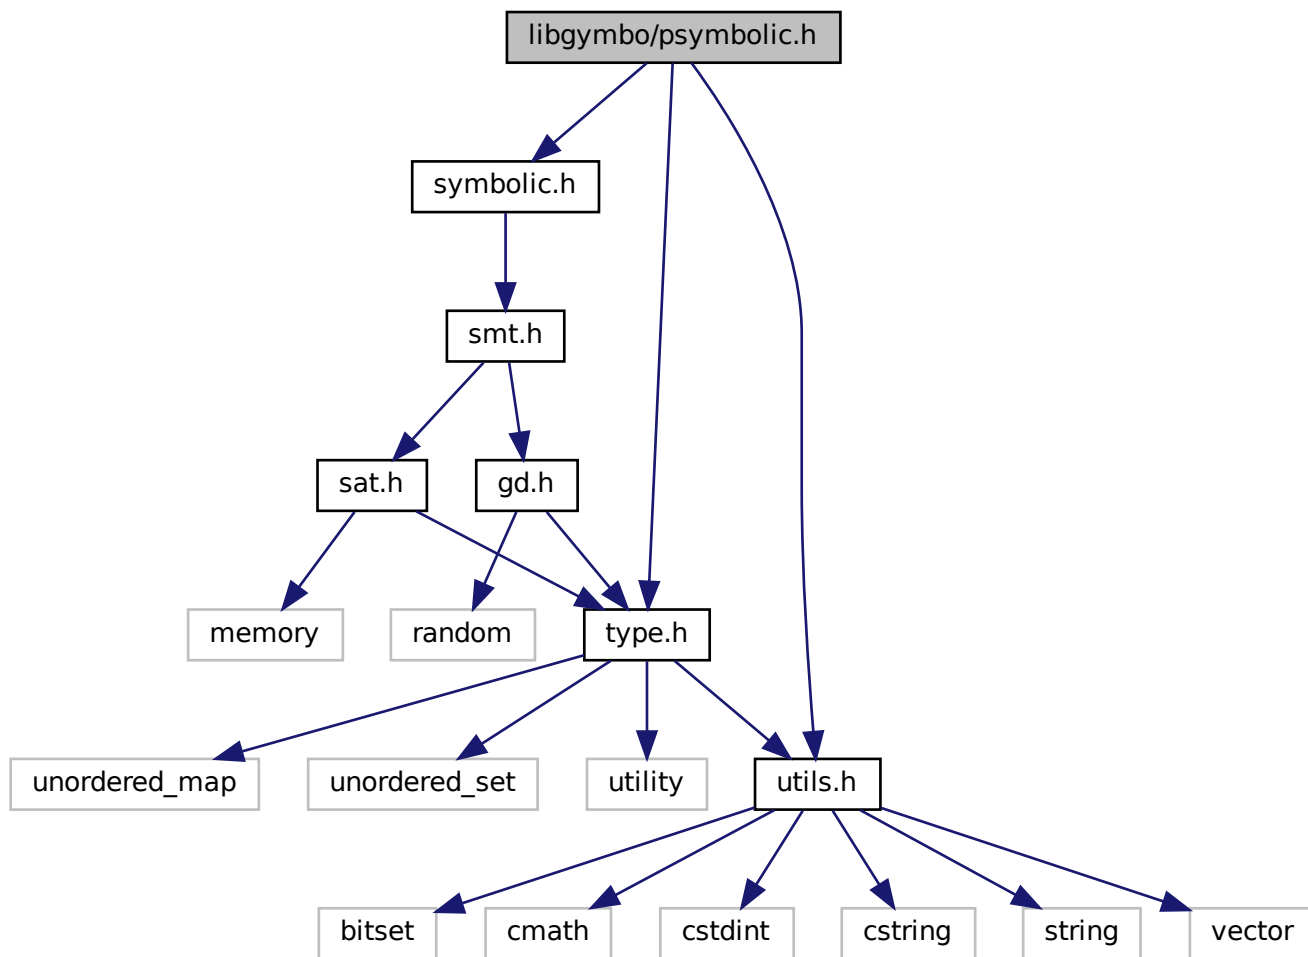 libgymbo/psymbolic.h
symbolic.h
smt.h
sat.h
gd.h
memory
random
type.h
unordered_map
unordered_set
utility
utils.h
bitset
cmath
cstdint
cstring
string
vector